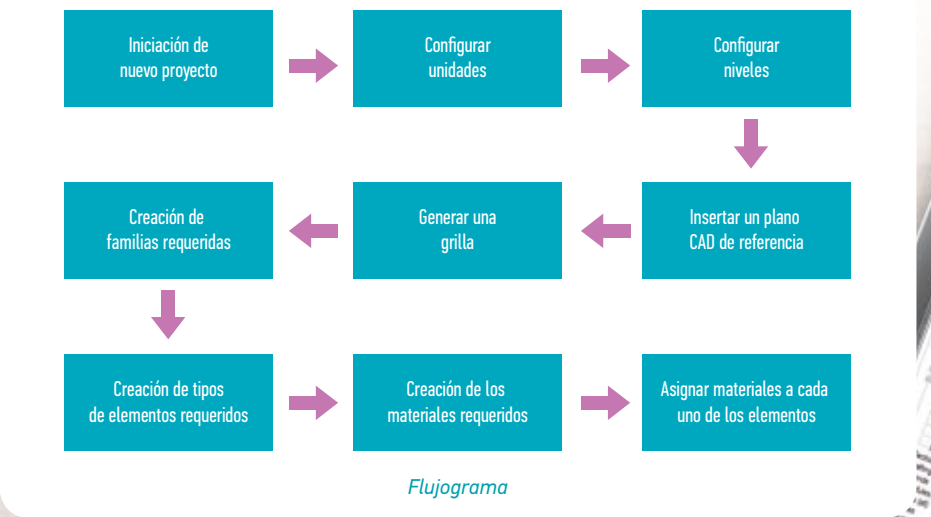 Iniciación de
nuevo proyecto
Configurar
unidades
Configurar
niveles
Insertar un plano
CAD de referencia
Generar una
grilla
Creación de
familias requeridas
Creación de tipos
de elementos requeridos
Creación de los
materiales requeridos
Asignar materiales a cada
uno de los elementos
Flujograma